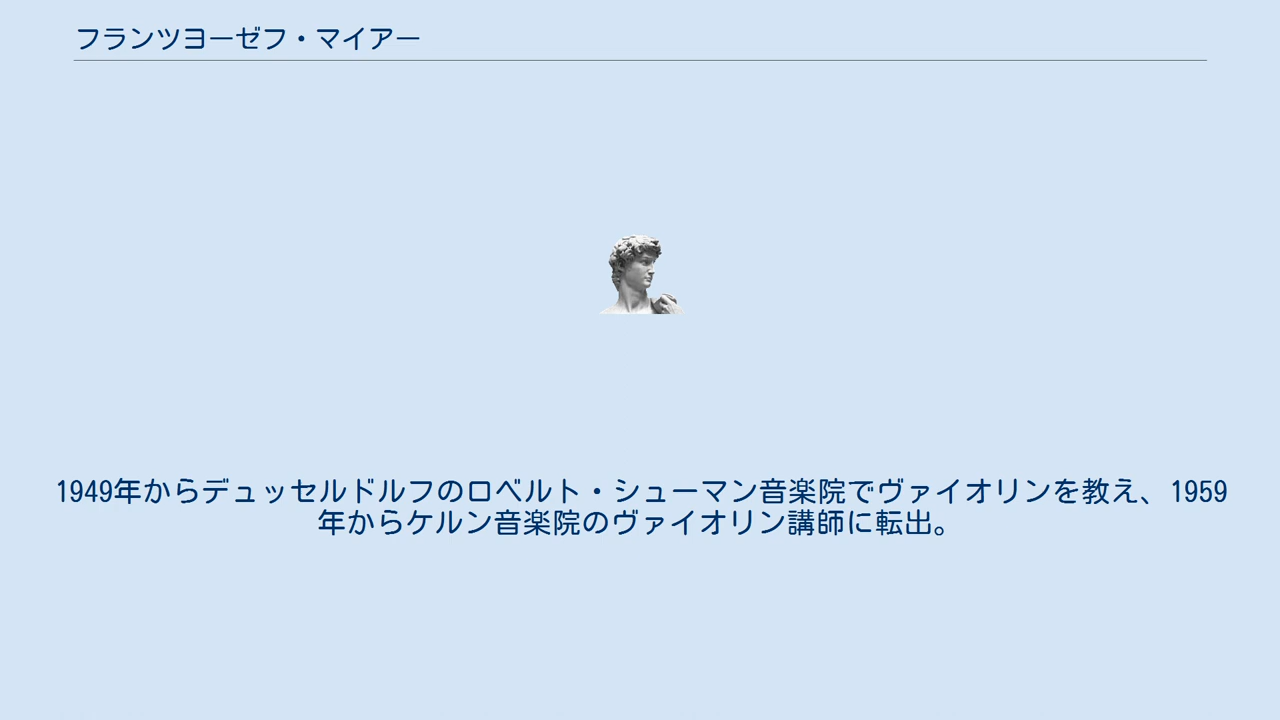 フランツヨーゼフ・マイアー
1949年からデュッセルドルフのロベルト・シューマン音楽院でヴァイオリンを教え、1959
年からケルン音楽院のヴァイオリン講師に転出。